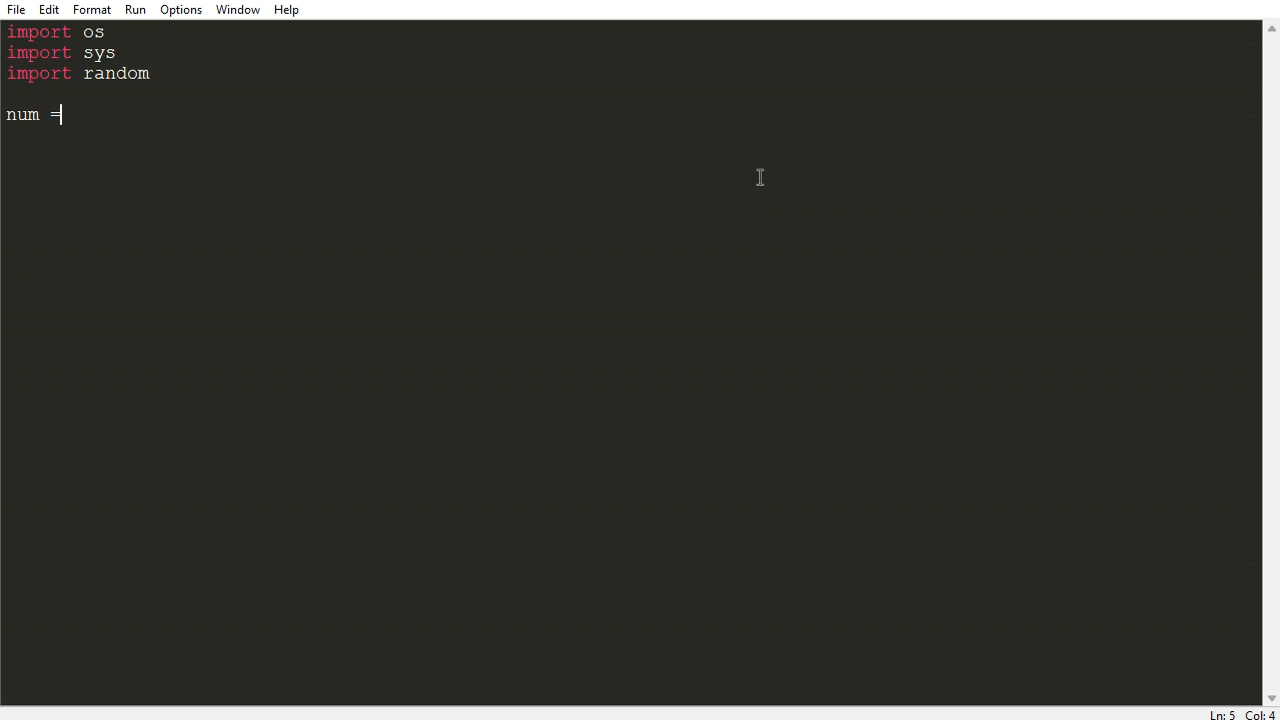 File Edit Format Run Options Window Help
import os
import sys
import random
num =
Ln: 5 Col: 4